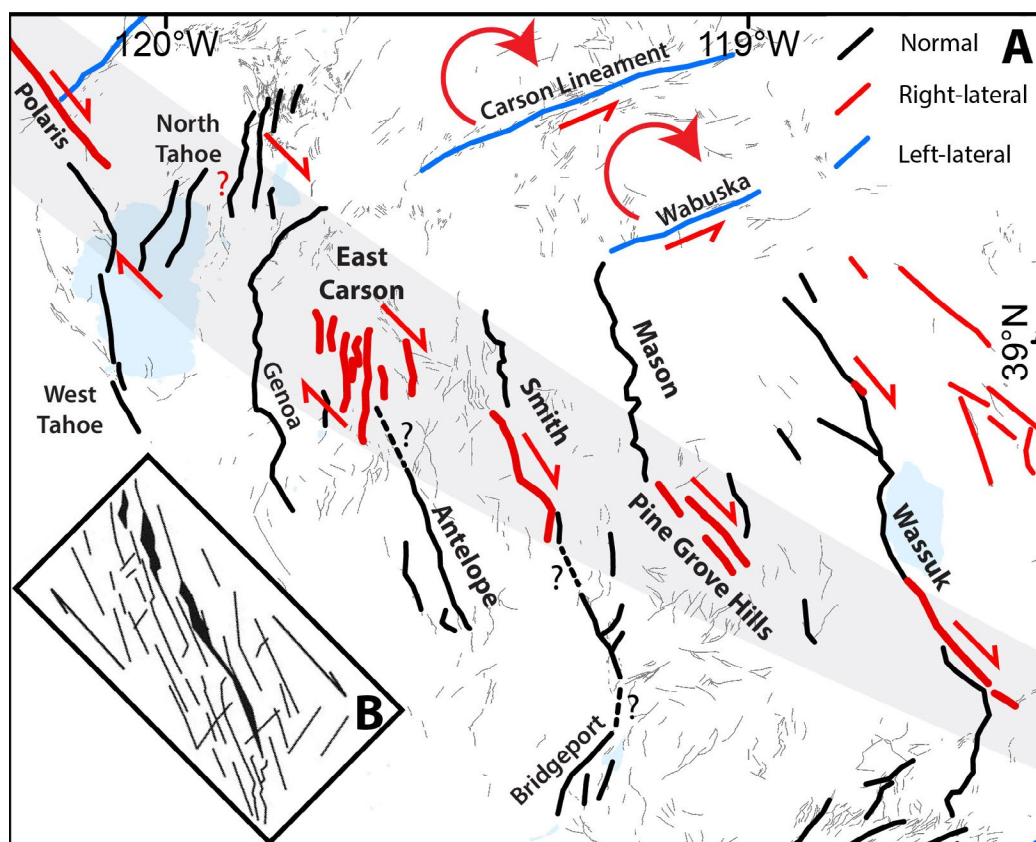 120°W
119°W
A
Normal
Right-lateral
Left-lateral
Polaris
North
Tahoe
?
Carson Lineament
Wabuska
39°N
East
Carson
Genoa
West
Tahoe
?
Antelope
Smith
?
Mason
Pine Grove Hills
Wassuk
?
Bridgeport
B